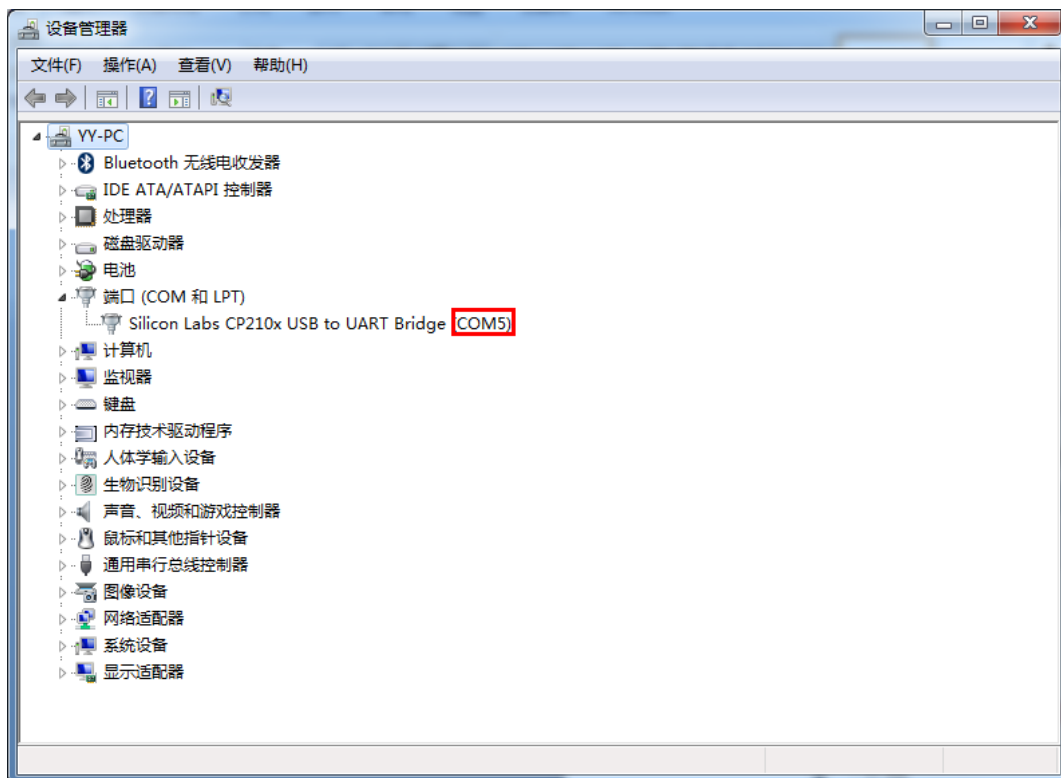 设备管理器
文件(F) 操作(A) 查看(V) 帮助(H)
YY-PC
Bluetooth 无线电收发器
IDE ATA/ATAPI 控制器
处理器
磁盘驱动器
电池
端口 (COM 和 LPT)
Silicon Labs CP210x USB to UART Bridge (COM5)
计算机
监视器
键盘
内存技术驱动程序
人体学输入设备
生物识别设备
声音、视频和游戏控制器
鼠标和其他指针设备
通用串行总线控制器
图像设备
网络适配器
系统设备
显示适配器